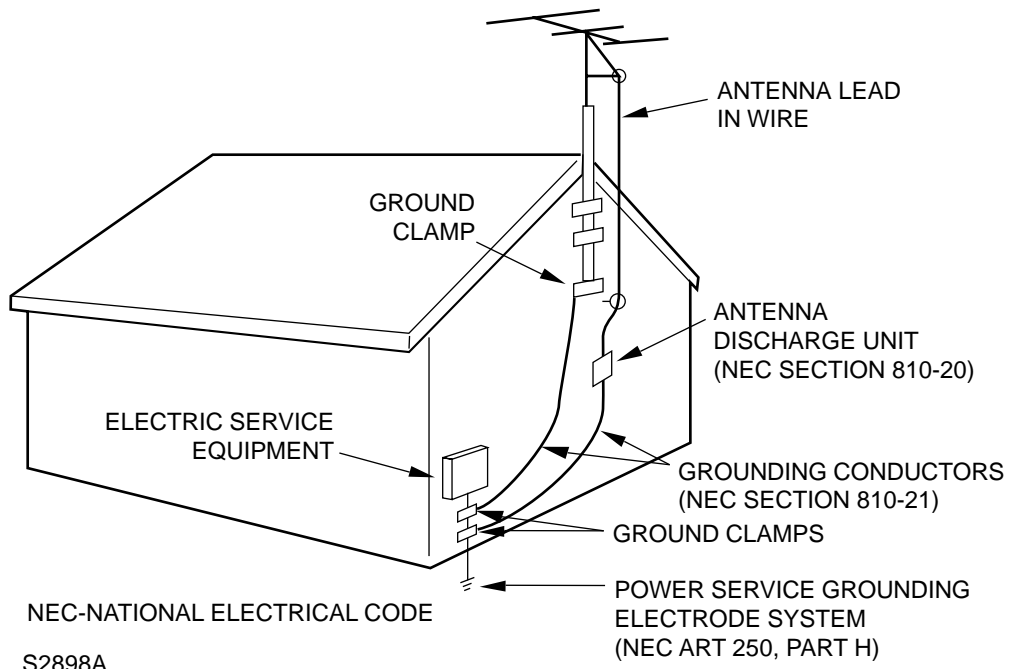 ANTENNA LEAD
IN WIRE
GROUND
CLAMP
ANTENNA
DISCHARGE UNIT
(NEC SECTION 810-20)
ELECTRIC SERVICE
EQUIPMENT
GROUNDING CONDUCTORS
(NEC SECTION 810-21)
GROUND CLAMPS
POWER SERVICE GROUNDING
ELECTRODE SYSTEM
(NEC ART 250, PART H)
NEC-NATIONAL ELECTRICAL CODE
S2898A